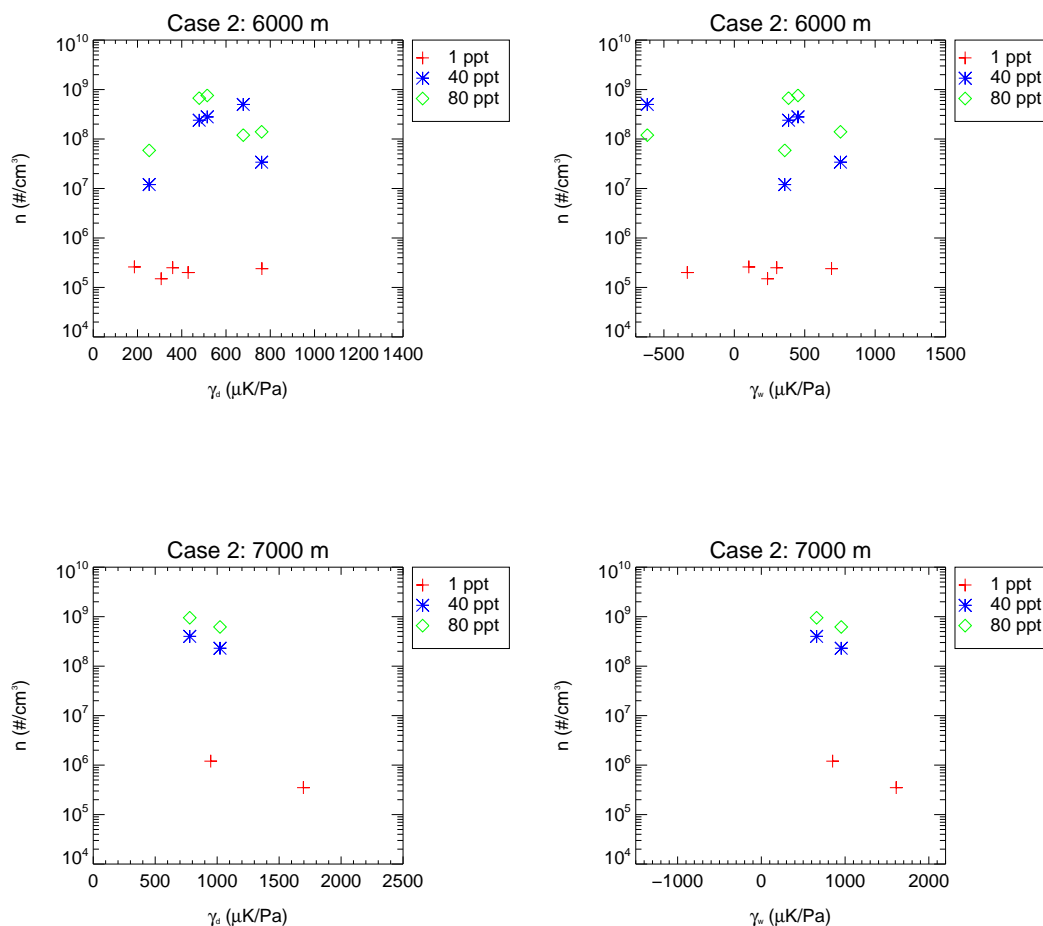 Case 2: 6000 m
n (#/cm³)
10¹⁰
10⁹
10⁸
10⁷
10⁶
10⁵
10⁴
0 200 400 600 800 1000 1200 1400
γd (μK/Pa)
1 ppt
40 ppt
80 ppt
Case 2: 6000 m
n (#/cm³)
10¹⁰
10⁹
10⁸
10⁷
10⁶
10⁵
10⁴
−500 0 500 1000 1500
γw (μK/Pa)
1 ppt
40 ppt
80 ppt
Case 2: 7000 m
n (#/cm³)
10¹⁰
10⁹
10⁸
10⁷
10⁶
10⁵
10⁴
0 500 1000 1500 2000 2500
γd (μK/Pa)
1 ppt
40 ppt
80 ppt
Case 2: 7000 m
n (#/cm³)
10¹⁰
10⁹
10⁸
10⁷
10⁶
10⁵
10⁴
−1000 0 1000 2000
γw (μK/Pa)
1 ppt
40 ppt
80 ppt